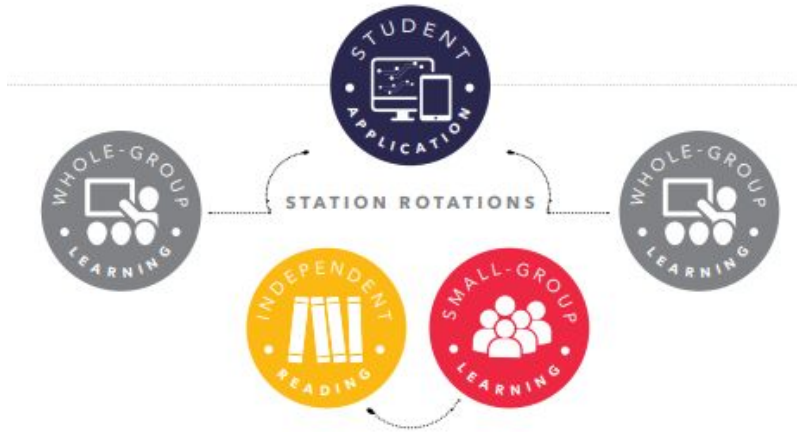 STUDENT
APPLICATION
WHOLE-GROUP
LEARNING
STATION ROTATIONS
WHOLE-GROUP
LEARNING
INDEPENDENT
READING
SMALL-GROUP
LEARNING